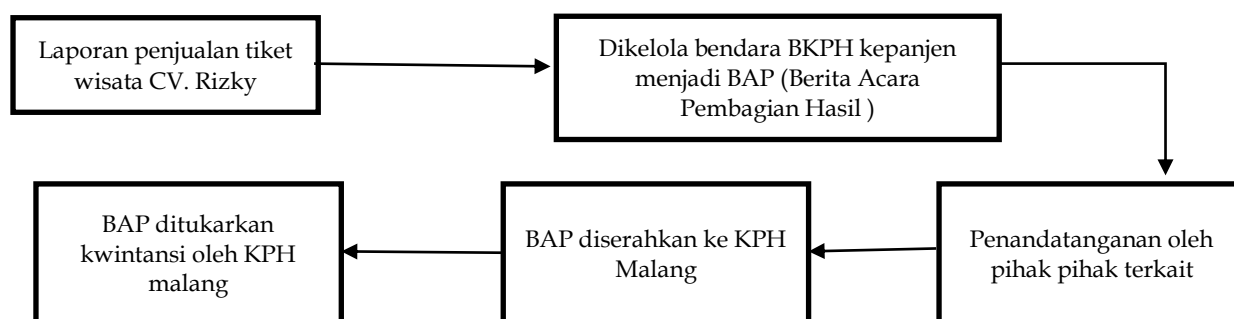 Laporan penjualan tiket
wisata CV. Rizky
Dikelola bendara BKPH kepanjen
menjadi BAP (Berita Acara
Pembagian Hasil )
Penandatanganan oleh
pihak pihak terkait
BAP diserahkan ke KPH
Malang
BAP ditukarkan
kwintansi oleh KPH
malang